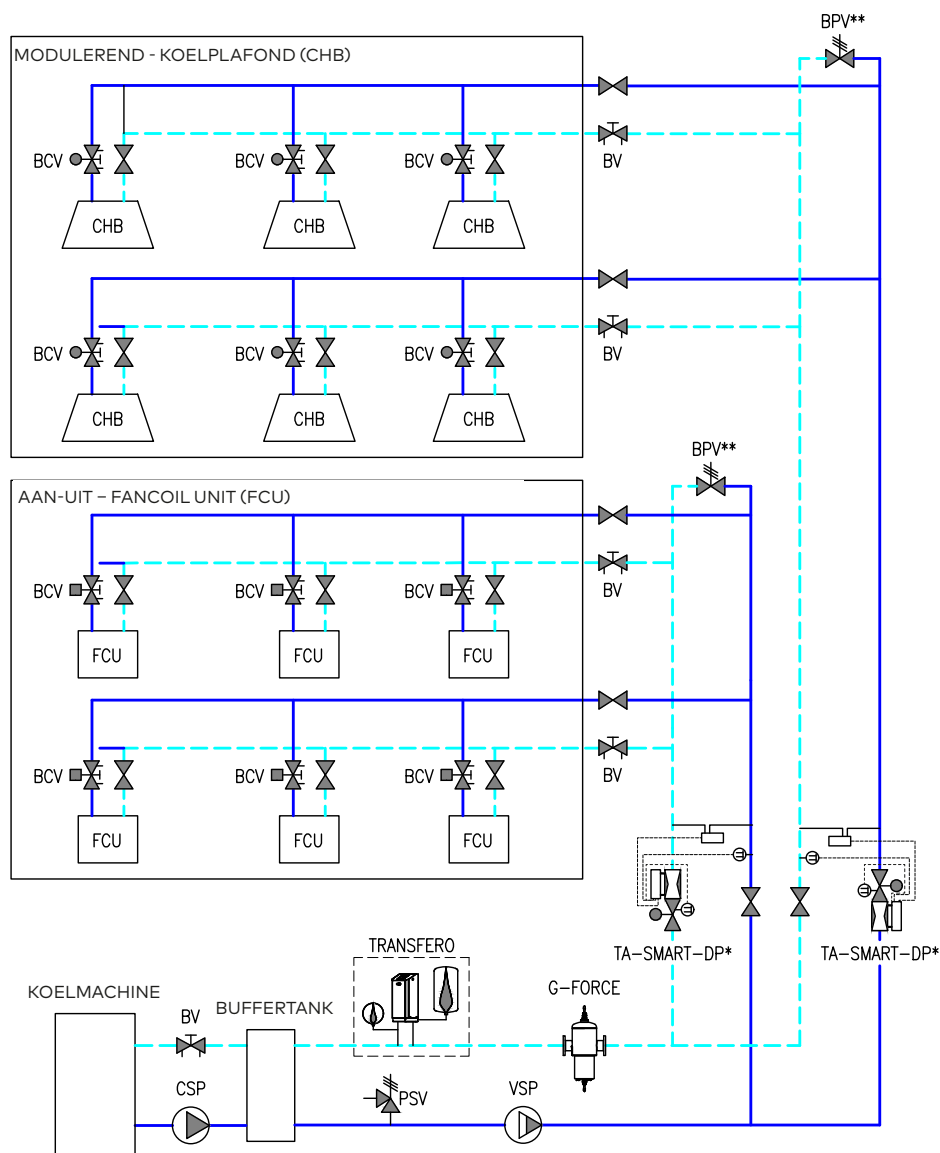 BPV**
MODULEREND - KOELPLAFOND (CHB)
BCV
BCV
BCV
BV
CHB
CHB
CHB
BCV
BCV
BCV
BV
CHB
CHB
CHB
BPV**
AAN-UIT – FANCOIL UNIT (FCU)
BCV
BCV
BCV
BV
FCU
FCU
FCU
BCV
BCV
BCV
BV
FCU
FCU
FCU
TRANSFERO
TA-SMART-DP*
TA-SMART-DP*
KOELMACHINE
BUFFERTANK
G-FORCE
BV
CSP
PSV
VSP